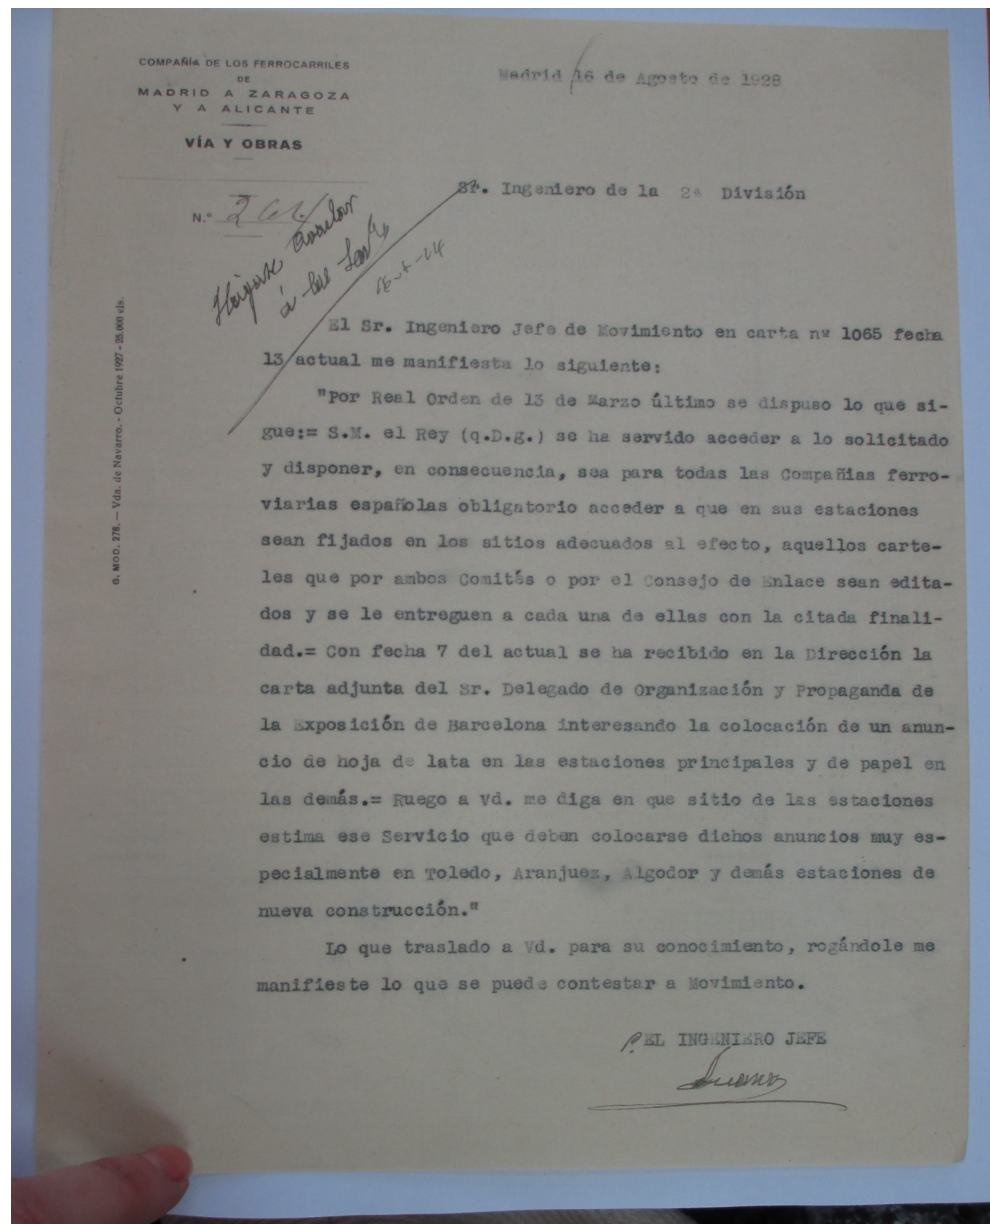 COMPAÑÍA DE LOS FERROCARRILES
DE
MADRID A ZARAGOZA
Y A ALICANTE
VÍA Y OBRAS
N.º
Madrid 16 de Agosto de 1928
Sr. Ingeniero de la 2ª División
á las
El Sr. Ingeniero Jefe de Movimiento en carta nº 1065 fecha
13 actual me manifiesta lo siguiente:
"Por Real Orden de 13 de Marzo último se dispuso lo que si-
gue:= S.M. el Rey (q.D.g.) se ha servido acceder a lo solicitado
y disponer, en consecuencia, sea para todas las Compañias ferro-
viarias españolas obligatorio acceder a que en sus estaciones
sean fijados en los sitios adecuados al efecto, aquellos carte-
les que por ambos Comités o por el Consejo de Enlace sean edita-
dos y se le entreguen a cada una de ellas con la citada finali-
dad.= Con fecha 7 del actual se ha recibido en la Dirección la
carta adjunta del Sr. Delegado de Organización y Propaganda de
la Exposición de Barcelona interesando la colocación de un anun-
cio de hoja de lata en las estaciones principales y de papel en
las demás.= Ruego a Vd. me diga en que sitio de las estaciones
estima ese Servicio que deban colocarse dichos anuncios muy es-
pecialmente en Toledo, Aranjuez, Algodor y demás estaciones de
nueva construcción."
Lo que traslado a Vd. para su conocimiento, rogándole me
manifieste lo que se puede contestar a Movimiento.
P. EL INGENIERO JEFE
G. MOD. 278. — Vda. de Navarro. - Octubre 1927 - 25.000 ejs.